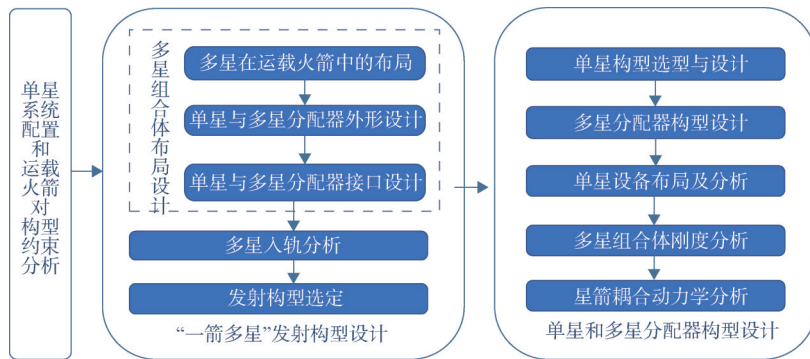 单星
系统
配置
和
运载
火箭
对
构型
约束
分析
多星组合体布局设计
多星在运载火箭中的布局
单星与多星分配器外形设计
单星与多星分配器接口设计
多星入轨分析
发射构型选定
“一箭多星”发射构型设计
单星构型选型与设计
多星分配器构型设计
单星设备布局及分析
多星组合体刚度分析
星箭耦合动力学分析
单星和多星分配器构型设计